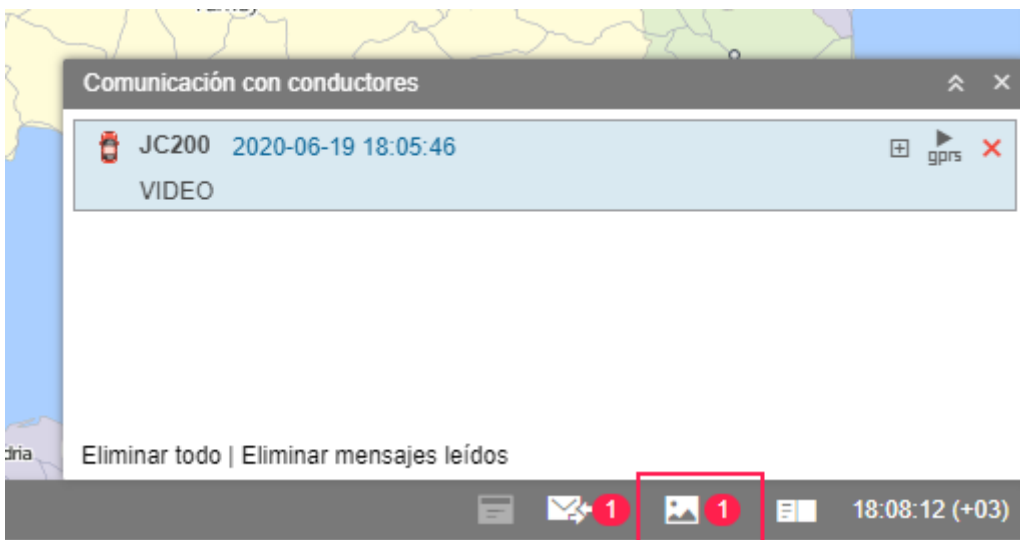 Comunicación con conductores
JC200 2020-06-19 18:05:46
gprs
VIDEO
dria
Eliminar todo | Eliminar mensajes leídos
1 1 18:08:12 (+03)